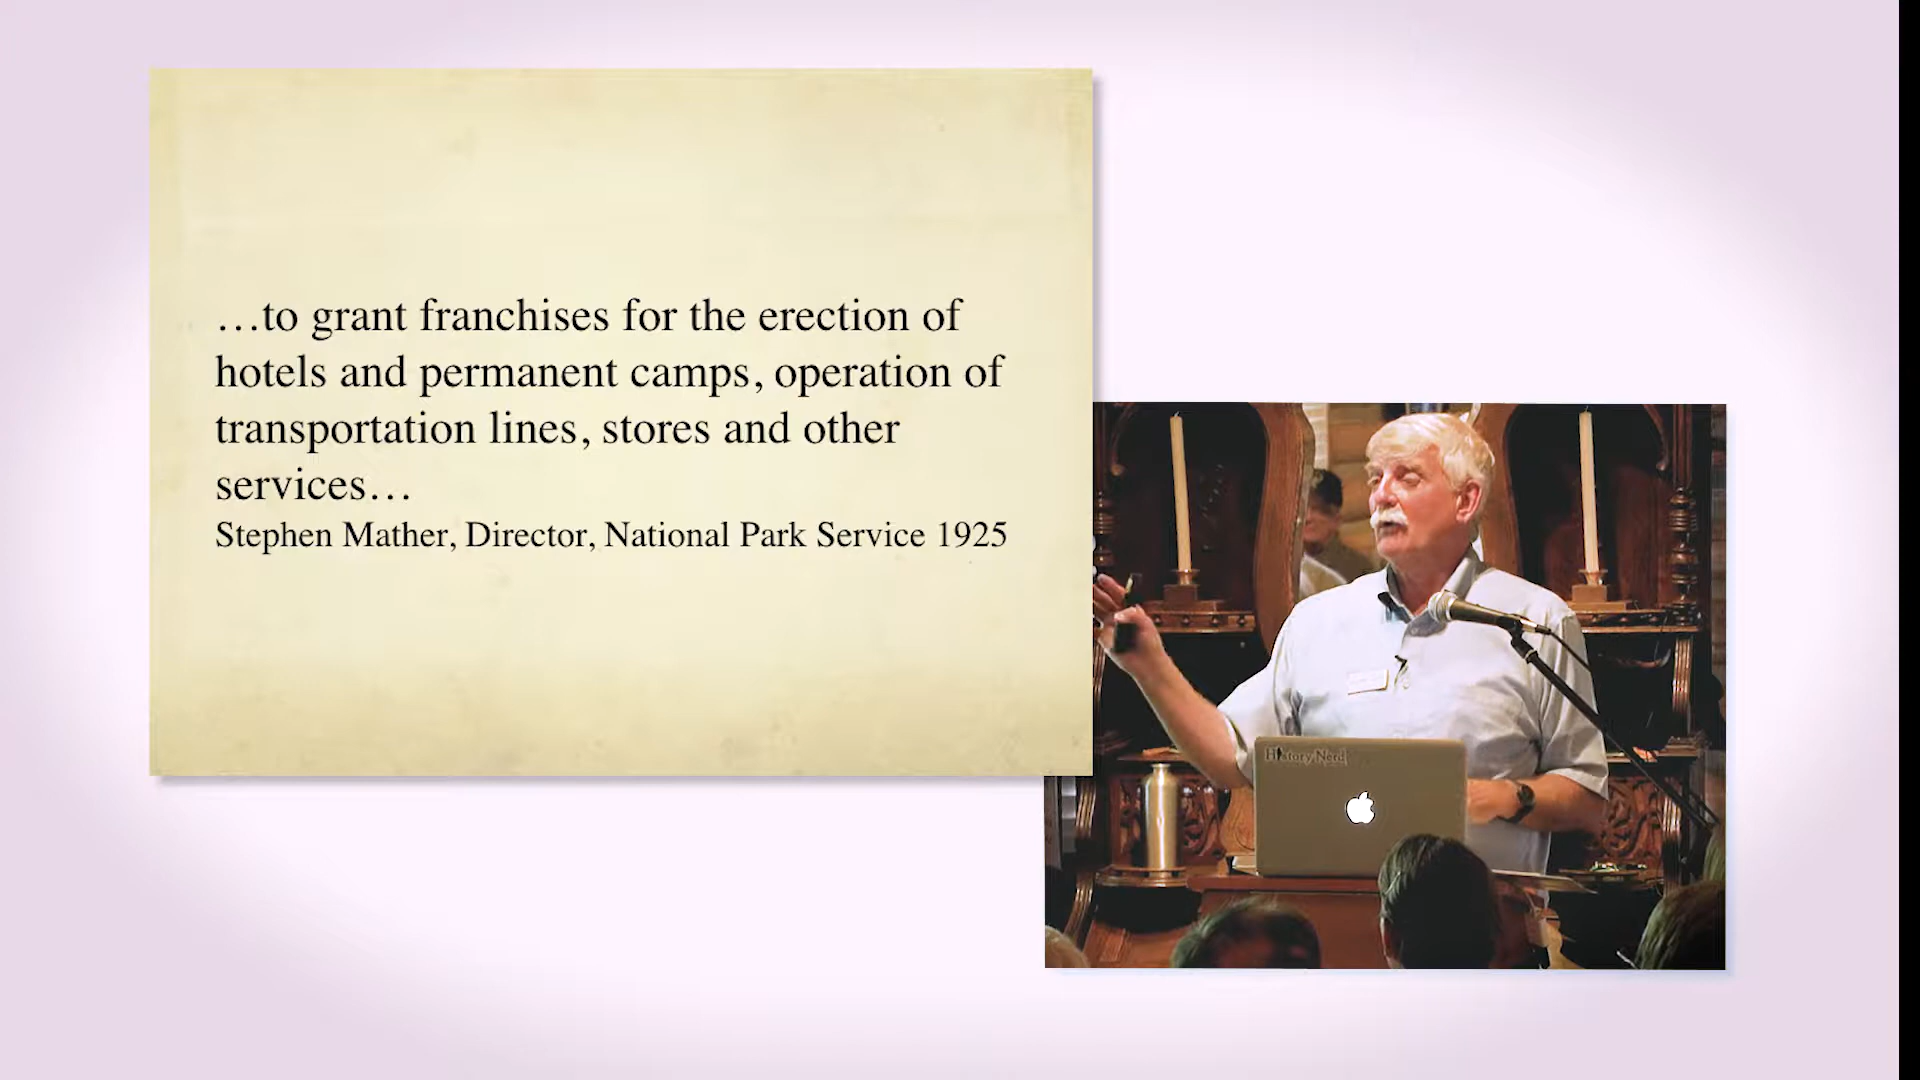 …to grant franchises for the erection of
hotels and permanent camps, operation of
transportation lines, stores and other
services…
Stephen Mather, Director, National Park Service 1925
History Nerd